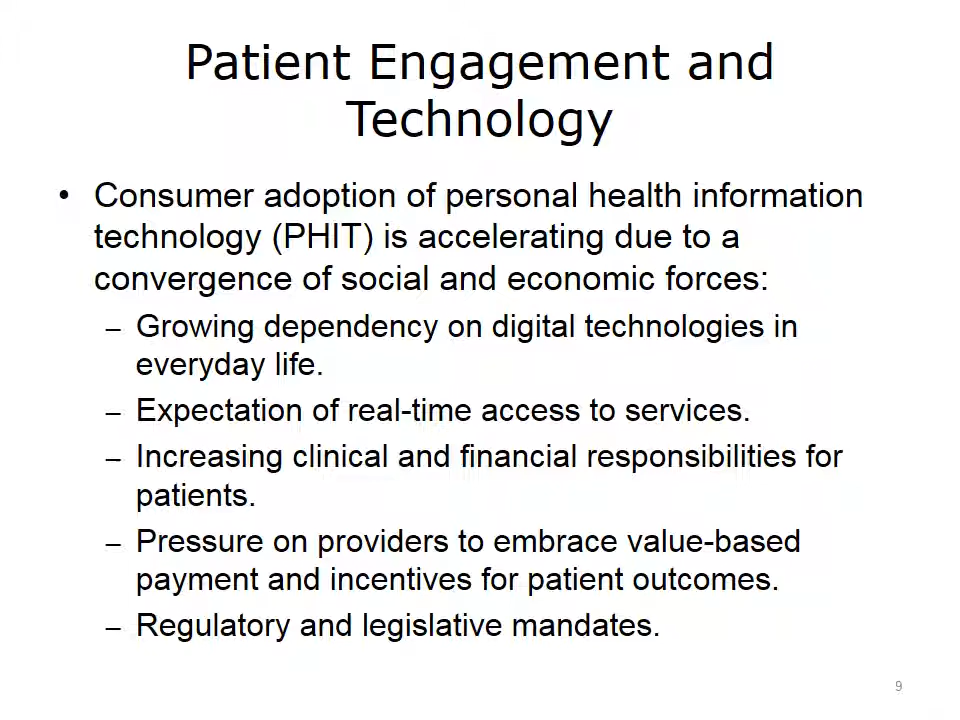 Patient Engagement and
Technology
• Consumer adoption of personal health information
technology (PHIT) is accelerating due to a
convergence of social and economic forces:
– Growing dependency on digital technologies in
everyday life.
– Expectation of real-time access to services.
– Increasing clinical and financial responsibilities for
patients.
– Pressure on providers to embrace value-based
payment and incentives for patient outcomes.
– Regulatory and legislative mandates.
9